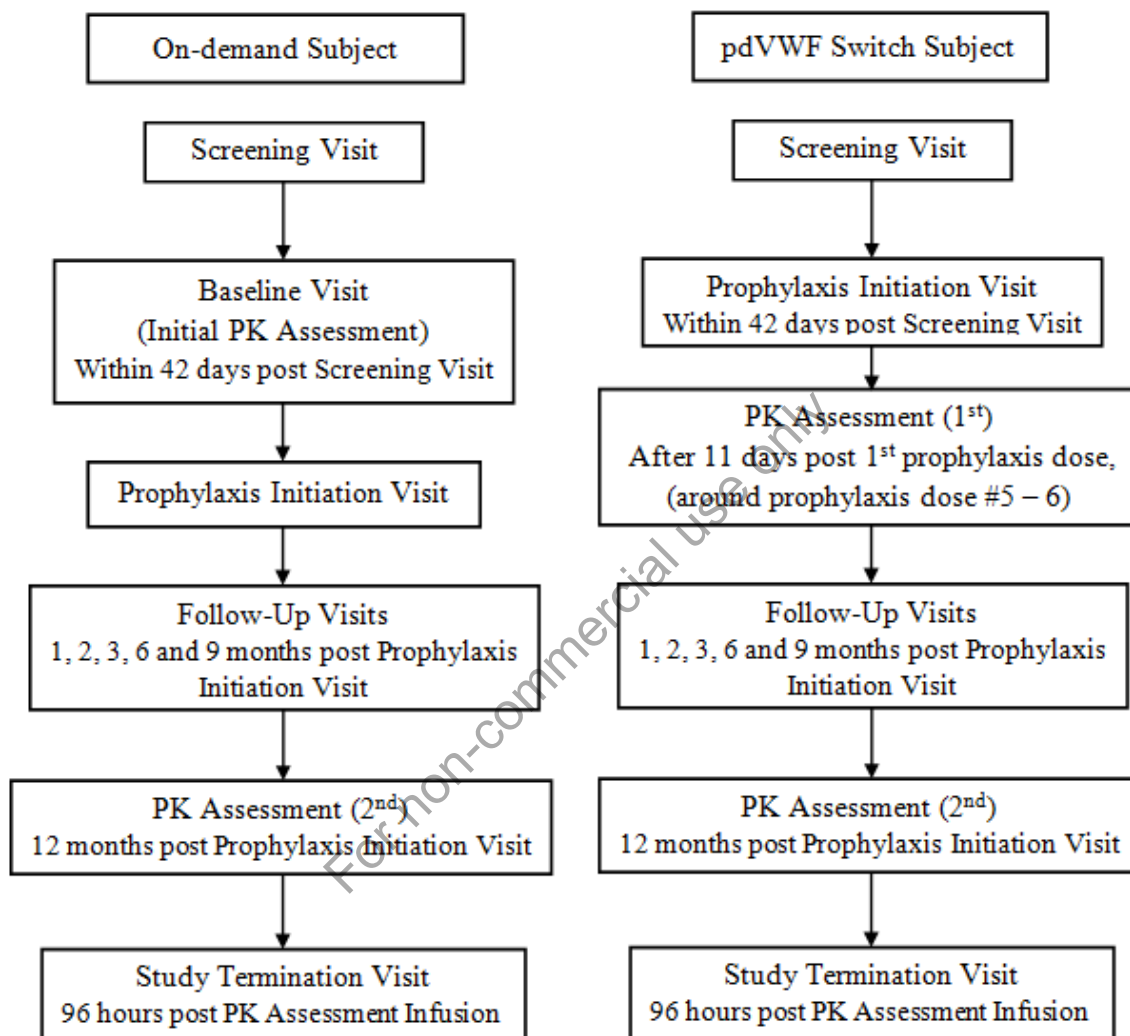 On-demand Subject
Screening Visit
Baseline Visit
(Initial PK Assessment)
Within 42 days post Screening Visit
Prophylaxis Initiation Visit
Follow-Up Visits
1, 2, 3, 6 and 9 months post Prophylaxis
Initiation Visit
PK Assessment (2nd)
12 months post Prophylaxis Initiation Visit
Study Termination Visit
96 hours post PK Assessment Infusion
pdVWF Switch Subject
Screening Visit
Prophylaxis Initiation Visit
Within 42 days post Screening Visit
PK Assessment (1st)
After 11 days post 1st prophylaxis dose,
(around prophylaxis dose #5 – 6)
Follow-Up Visits
1, 2, 3, 6 and 9 months post Prophylaxis
Initiation Visit
PK Assessment (2nd)
12 months post Prophylaxis Initiation Visit
Study Termination Visit
96 hours post PK Assessment Infusion
For non-commercial use only